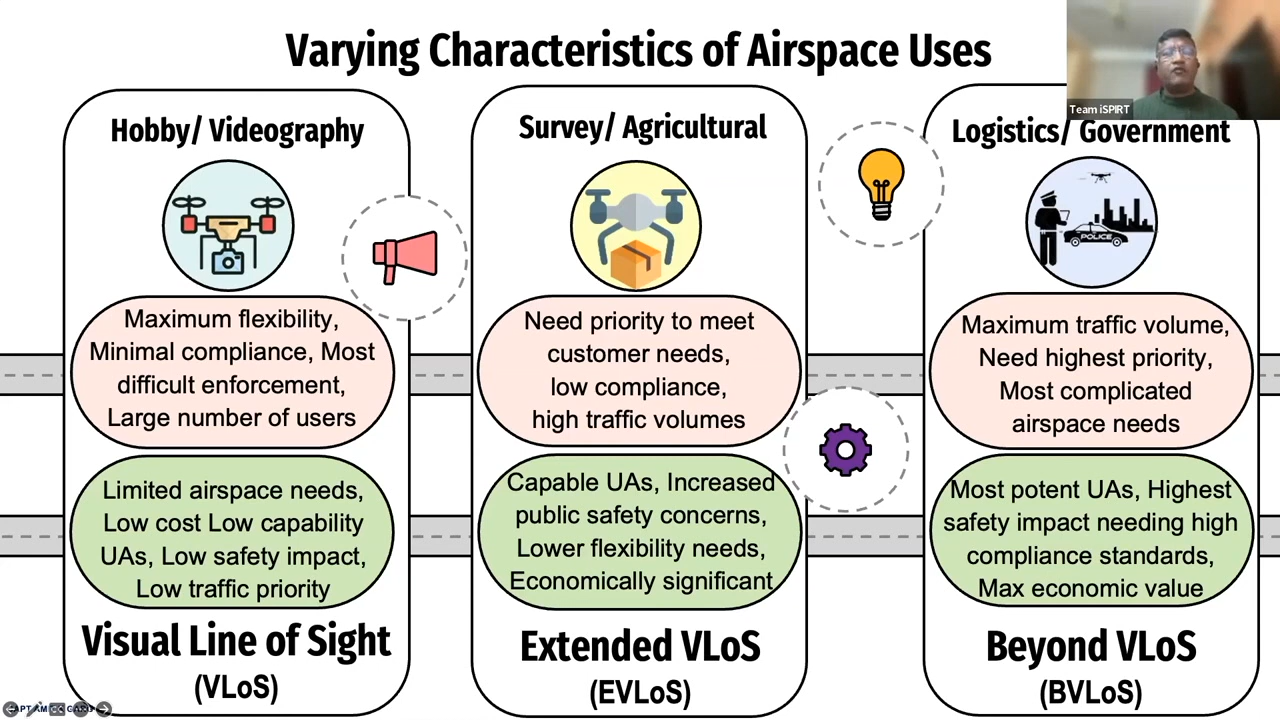 Varying Characteristics of Airspace Uses
Team iSPIRT
Hobby/ Videography
Maximum flexibility,
Minimal compliance, Most
difficult enforcement,
Large number of users
Limited airspace needs,
Low cost Low capability
UAs, Low safety impact,
Low traffic priority
Visual Line of Sight
(VLoS)
Survey/ Agricultural
Need priority to meet
customer needs,
low compliance,
high traffic volumes
Capable UAs, Increased
public safety concerns,
Lower flexibility needs,
Economically significant
Extended VLoS
(EVLoS)
Logistics/ Government
POLICE
Maximum traffic volume,
Need highest priority,
Most complicated
airspace needs
Most potent UAs, Highest
safety impact needing high
compliance standards,
Max economic value
Beyond VLoS
(BVLoS)